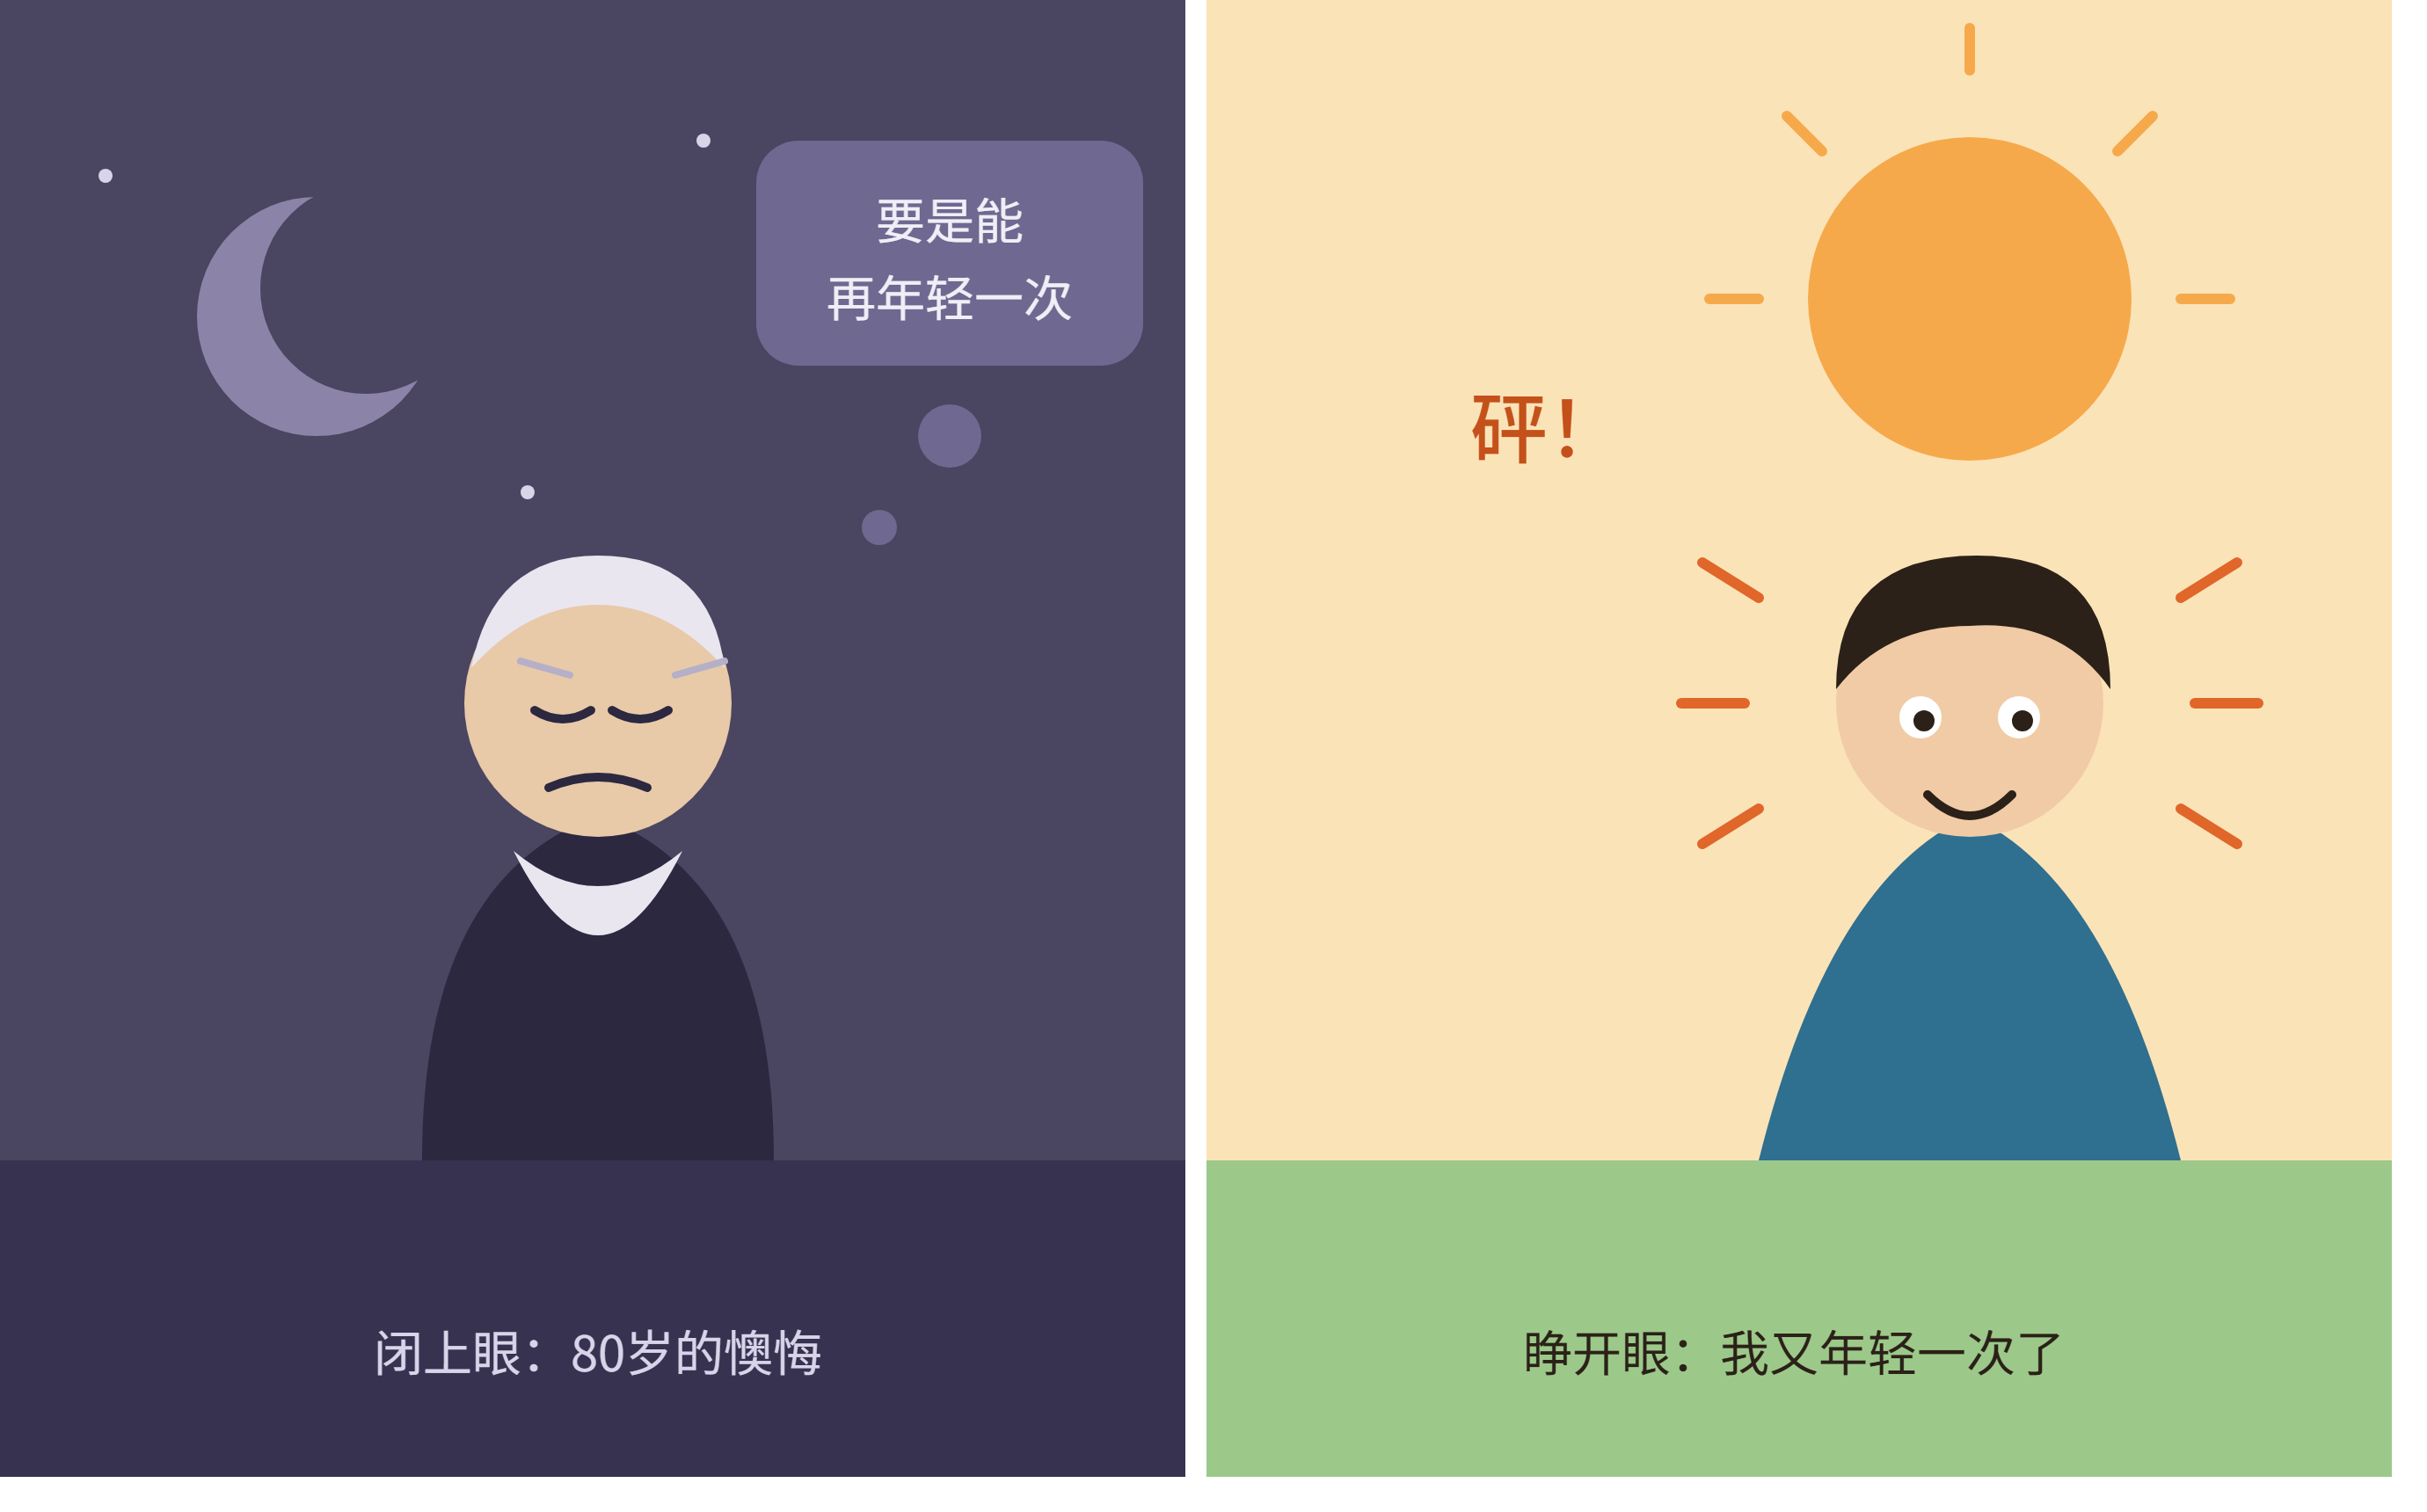 要是能
再年轻一次
闭上眼：80岁的懊悔
砰！
睁开眼：我又年轻一次了